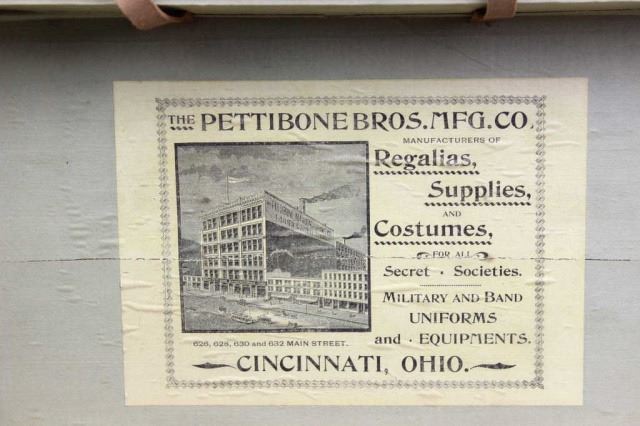 THE PETTIBONE BROS. MFG. CO.
MANUFACTURERS OF
Regalias,
Supplies,
AND
Costumes,
FOR ALL
Secret · Societies.
MILITARY AND BAND
UNIFORMS
and · EQUIPMENTS.
626, 628, 630 and 632 MAIN STREET.
CINCINNATI, OHIO.